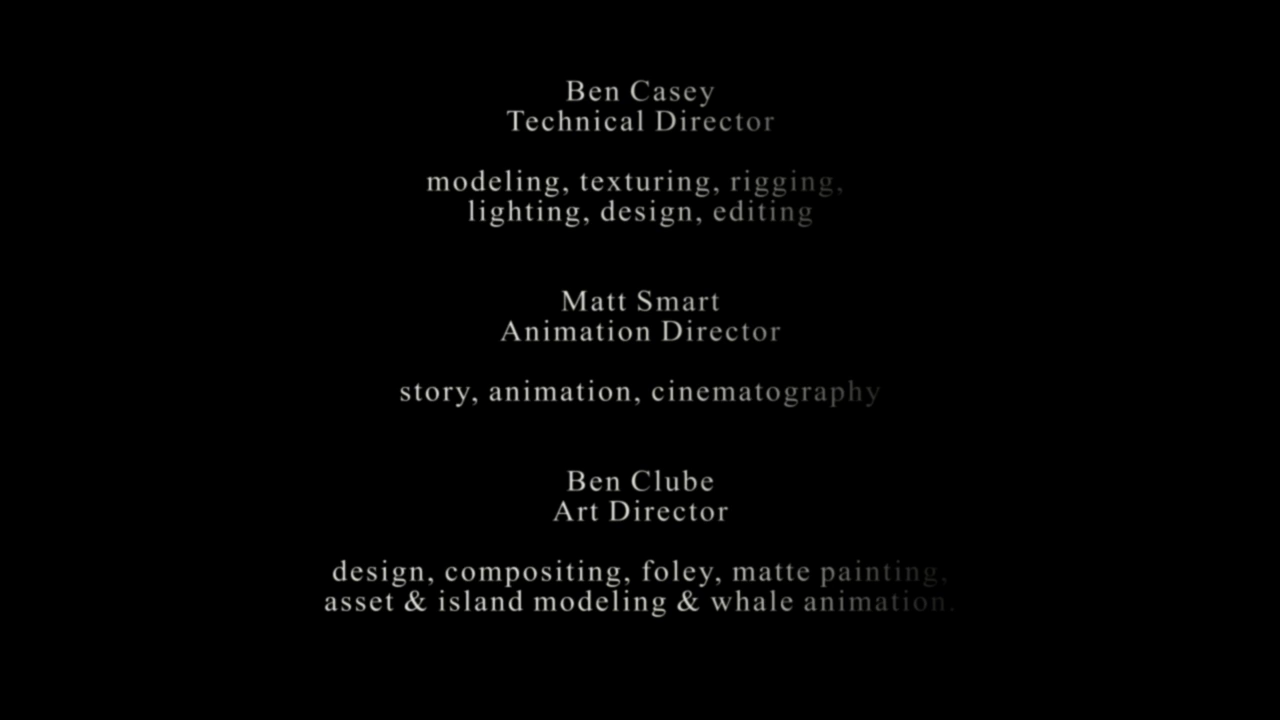 Ben Casey
Technical Director
modeling, texturing, rigging,
lighting, design, editing
Matt Smart
Animation Director
story, animation, cinematography
Ben Clube
Art Director
design, compositing, foley, matte painting,
asset & island modeling & whale animation.